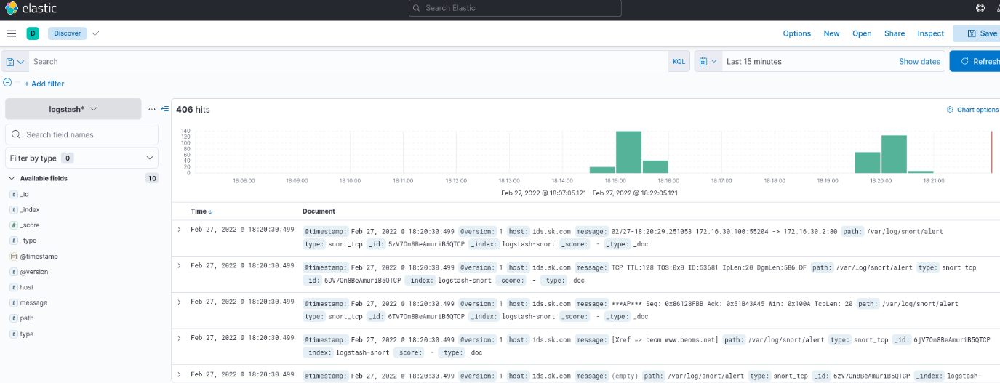 elastic
Search Elastic
D Discover Options New Open Share Inspect Save
Search KQL Last 15 minutes Show dates Refresh
+ Add filter
logstash* 406 hits Chart options
Search field names
Filter by type 0
Available fields 10
_id
_index
_score
_type
@timestamp
@version
host
message
path
type
140
120
100
80
60
40
20
0
18:08:00 18:09:00 18:10:00 18:11:00 18:12:00 18:13:00 18:14:00 18:15:00 18:16:00 18:17:00 18:18:00 18:19:00 18:20:00 18:21:00
Feb 27, 2022 @ 18:07:05.121 - Feb 27, 2022 @ 18:22:05.121
Time Document
Feb 27, 2022 @ 18:20:30.499 @timestamp: Feb 27, 2022 @ 18:20:30.499 @version: 1 host: ids.sk.com message: 02/27-18:20:29.251053 172.16.30.100:55204 -> 172.16.30.2:80 path: /var/log/snort/alert
type: snort_tcp _id: 5zV7On8BeAmuriB5QTCP _index: logstash-snort _score: - _type: _doc
Feb 27, 2022 @ 18:20:30.499 @timestamp: Feb 27, 2022 @ 18:20:30.499 @version: 1 host: ids.sk.com message: TCP TTL:128 TOS:0x0 ID:53681 IpLen:20 DgmLen:586 DF path: /var/log/snort/alert type: snort_tcp
_id: 6DV7On8BeAmuriB5QTCP _index: logstash-snort _score: - _type: _doc
Feb 27, 2022 @ 18:20:30.499 @timestamp: Feb 27, 2022 @ 18:20:30.499 @version: 1 host: ids.sk.com message: ***AP*** Seq: 0x86128FBB Ack: 0x51B43A45 Win: 0x100A TcpLen: 20 path: /var/log/snort/alert
type: snort_tcp _id: 6TV7On8BeAmuriB5QTCP _index: logstash-snort _score: - _type: _doc
Feb 27, 2022 @ 18:20:30.499 @timestamp: Feb 27, 2022 @ 18:20:30.499 @version: 1 host: ids.sk.com message: [Xref => beom www.beoms.net] path: /var/log/snort/alert type: snort_tcp _id: 6jV7On8BeAmuriB5QTCP
_index: logstash-snort _score: - _type: _doc
Feb 27, 2022 @ 18:20:30.499 @timestamp: Feb 27, 2022 @ 18:20:30.499 @version: 1 host: ids.sk.com message: (empty) path: /var/log/snort/alert type: snort_tcp _id: 6zV7On8BeAmuriB5QTCP _index: logstash-